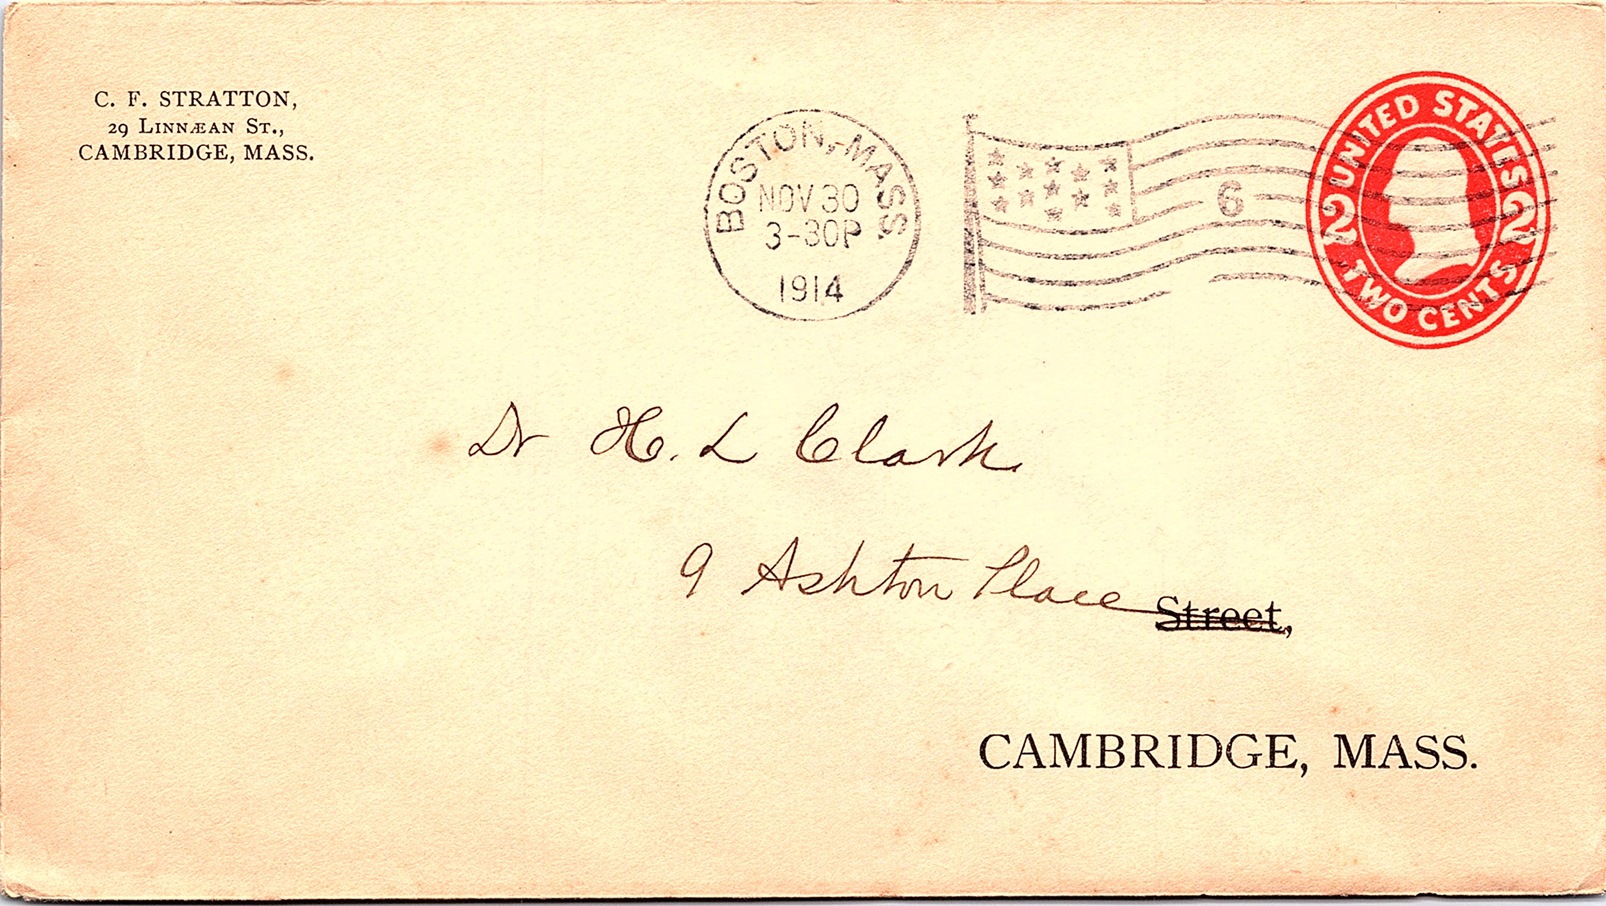 C. F. STRATTON,
29 LINNÆAN ST.,
CAMBRIDGE, MASS.
BOSTON, MASS.
NOV 30
3-30P
1914
6
UNITED STATES
2 2
TWO CENTS
Dr H. L Clark
9 Ashton Place Street,
CAMBRIDGE, MASS.